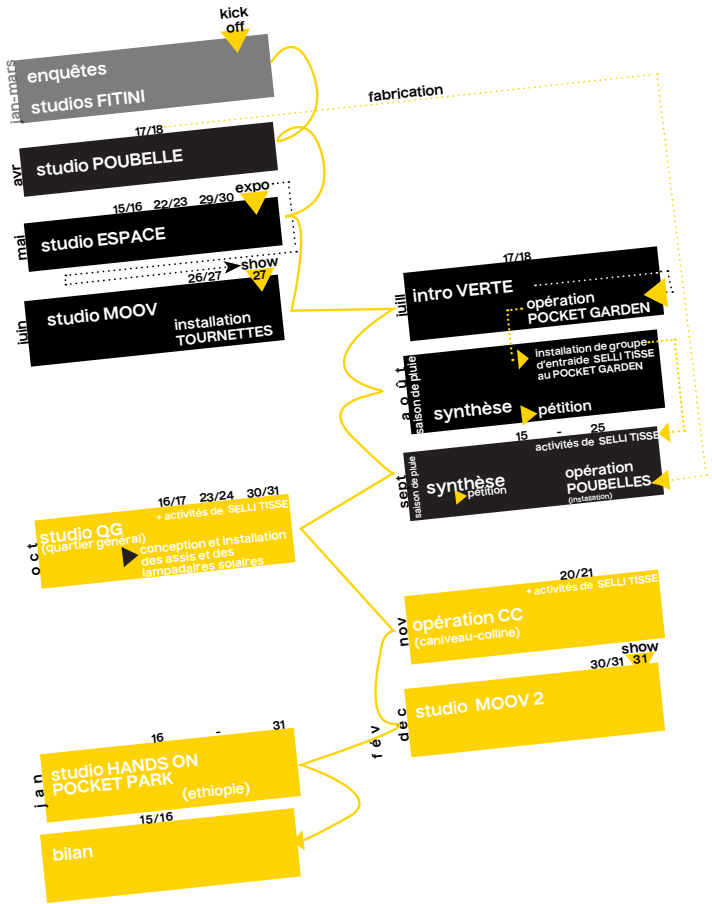 kick
off
jan-mars
enquêtes
studios FITINI
fabrication
17/18
avr
studio POUBELLE
expo
15/16 22/23 29/30
mai
studio ESPACE
show
26/27 27
juin
studio MOOV
installation
TOURNETTES
17/18
juill
intro VERTE
opération
POCKET GARDEN
août
saison de pluie
installation de groupe
d'entraide SELLI TISSE
au POCKET GARDEN
synthèse
pétition
15 - 25
activités de SELLI TISSE
sept
saison de pluie
synthèse
pétition
opération
POUBELLES
(installation)
16/17 23/24 30/31
+ activités de SELLI TISSE
oct
studio QG
(quartier général)
conception et installation
des assis et des
lampadaires solaires
20/21
+ activités de SELLI TISSE
nov
opération CC
(caniveau-colline)
show
30/31 31
déc
studio MOOV 2
fév
16 - 31
jan
studio HANDS ON
POCKET PARK
(ethiopie)
15/16
bilan